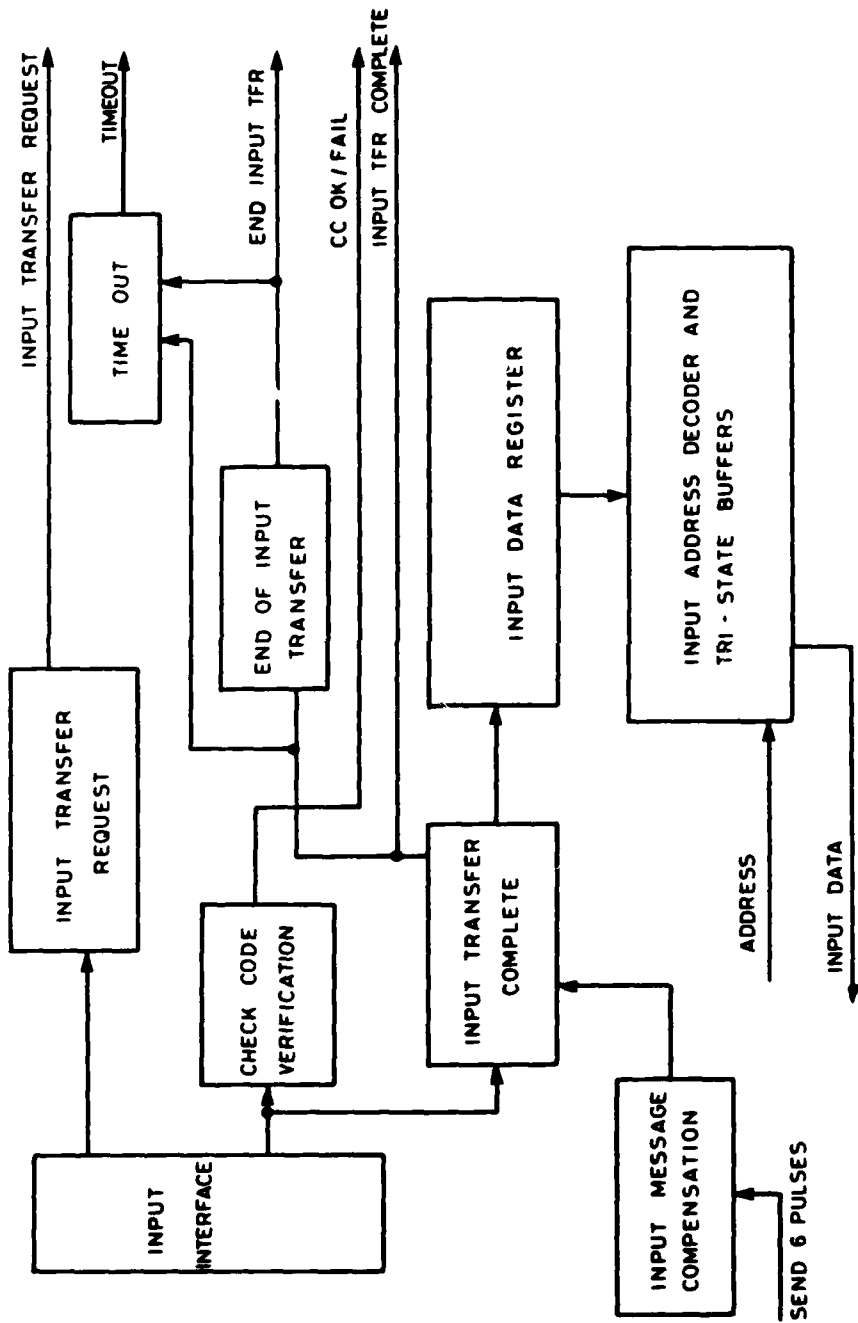 INPUT
INTERFACE
INPUT TRANSFER
REQUEST
INPUT TRANSFER REQUEST
TIME OUT
TIMEOUT
CHECK CODE
VERIFICATION
END OF INPUT
TRANSFER
END INPUT TFR
CC OK/FAIL
INPUT TFR COMPLETE
INPUT TRANSFER
COMPLETE
INPUT DATA REGISTER
INPUT MESSAGE
COMPENSATION
SEND 6 PULSES
INPUT ADDRESS DECODER AND
TRI-STATE BUFFERS
ADDRESS
INPUT DATA